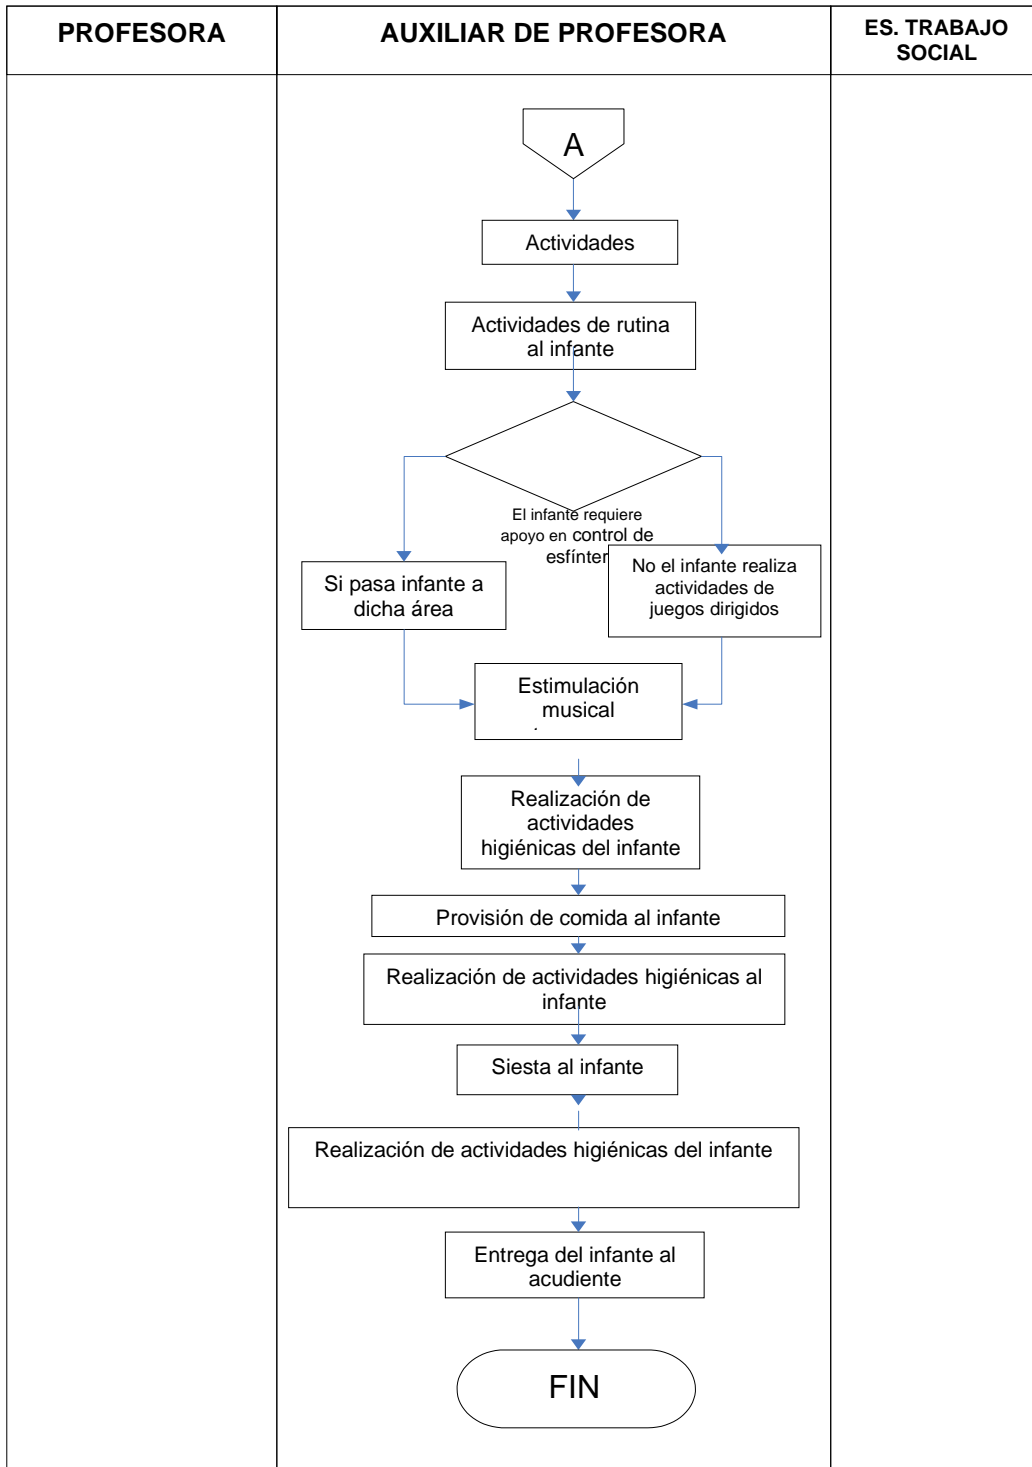 PROFESORA
AUXILIAR DE PROFESORA
ES. TRABAJO
SOCIAL
A
Actividades
Actividades de rutina
al infante
El infante requiere
apoyo en control de
esfínter
Si pasa infante a
dicha área
No el infante realiza
actividades de
juegos dirigidos
Estimulación
musical
Realización de
actividades
higiénicas del infante
Provisión de comida al infante
Realización de actividades higiénicas al
infante
Siesta al infante
Realización de actividades higiénicas del infante
Entrega del infante al
acudiente
FIN